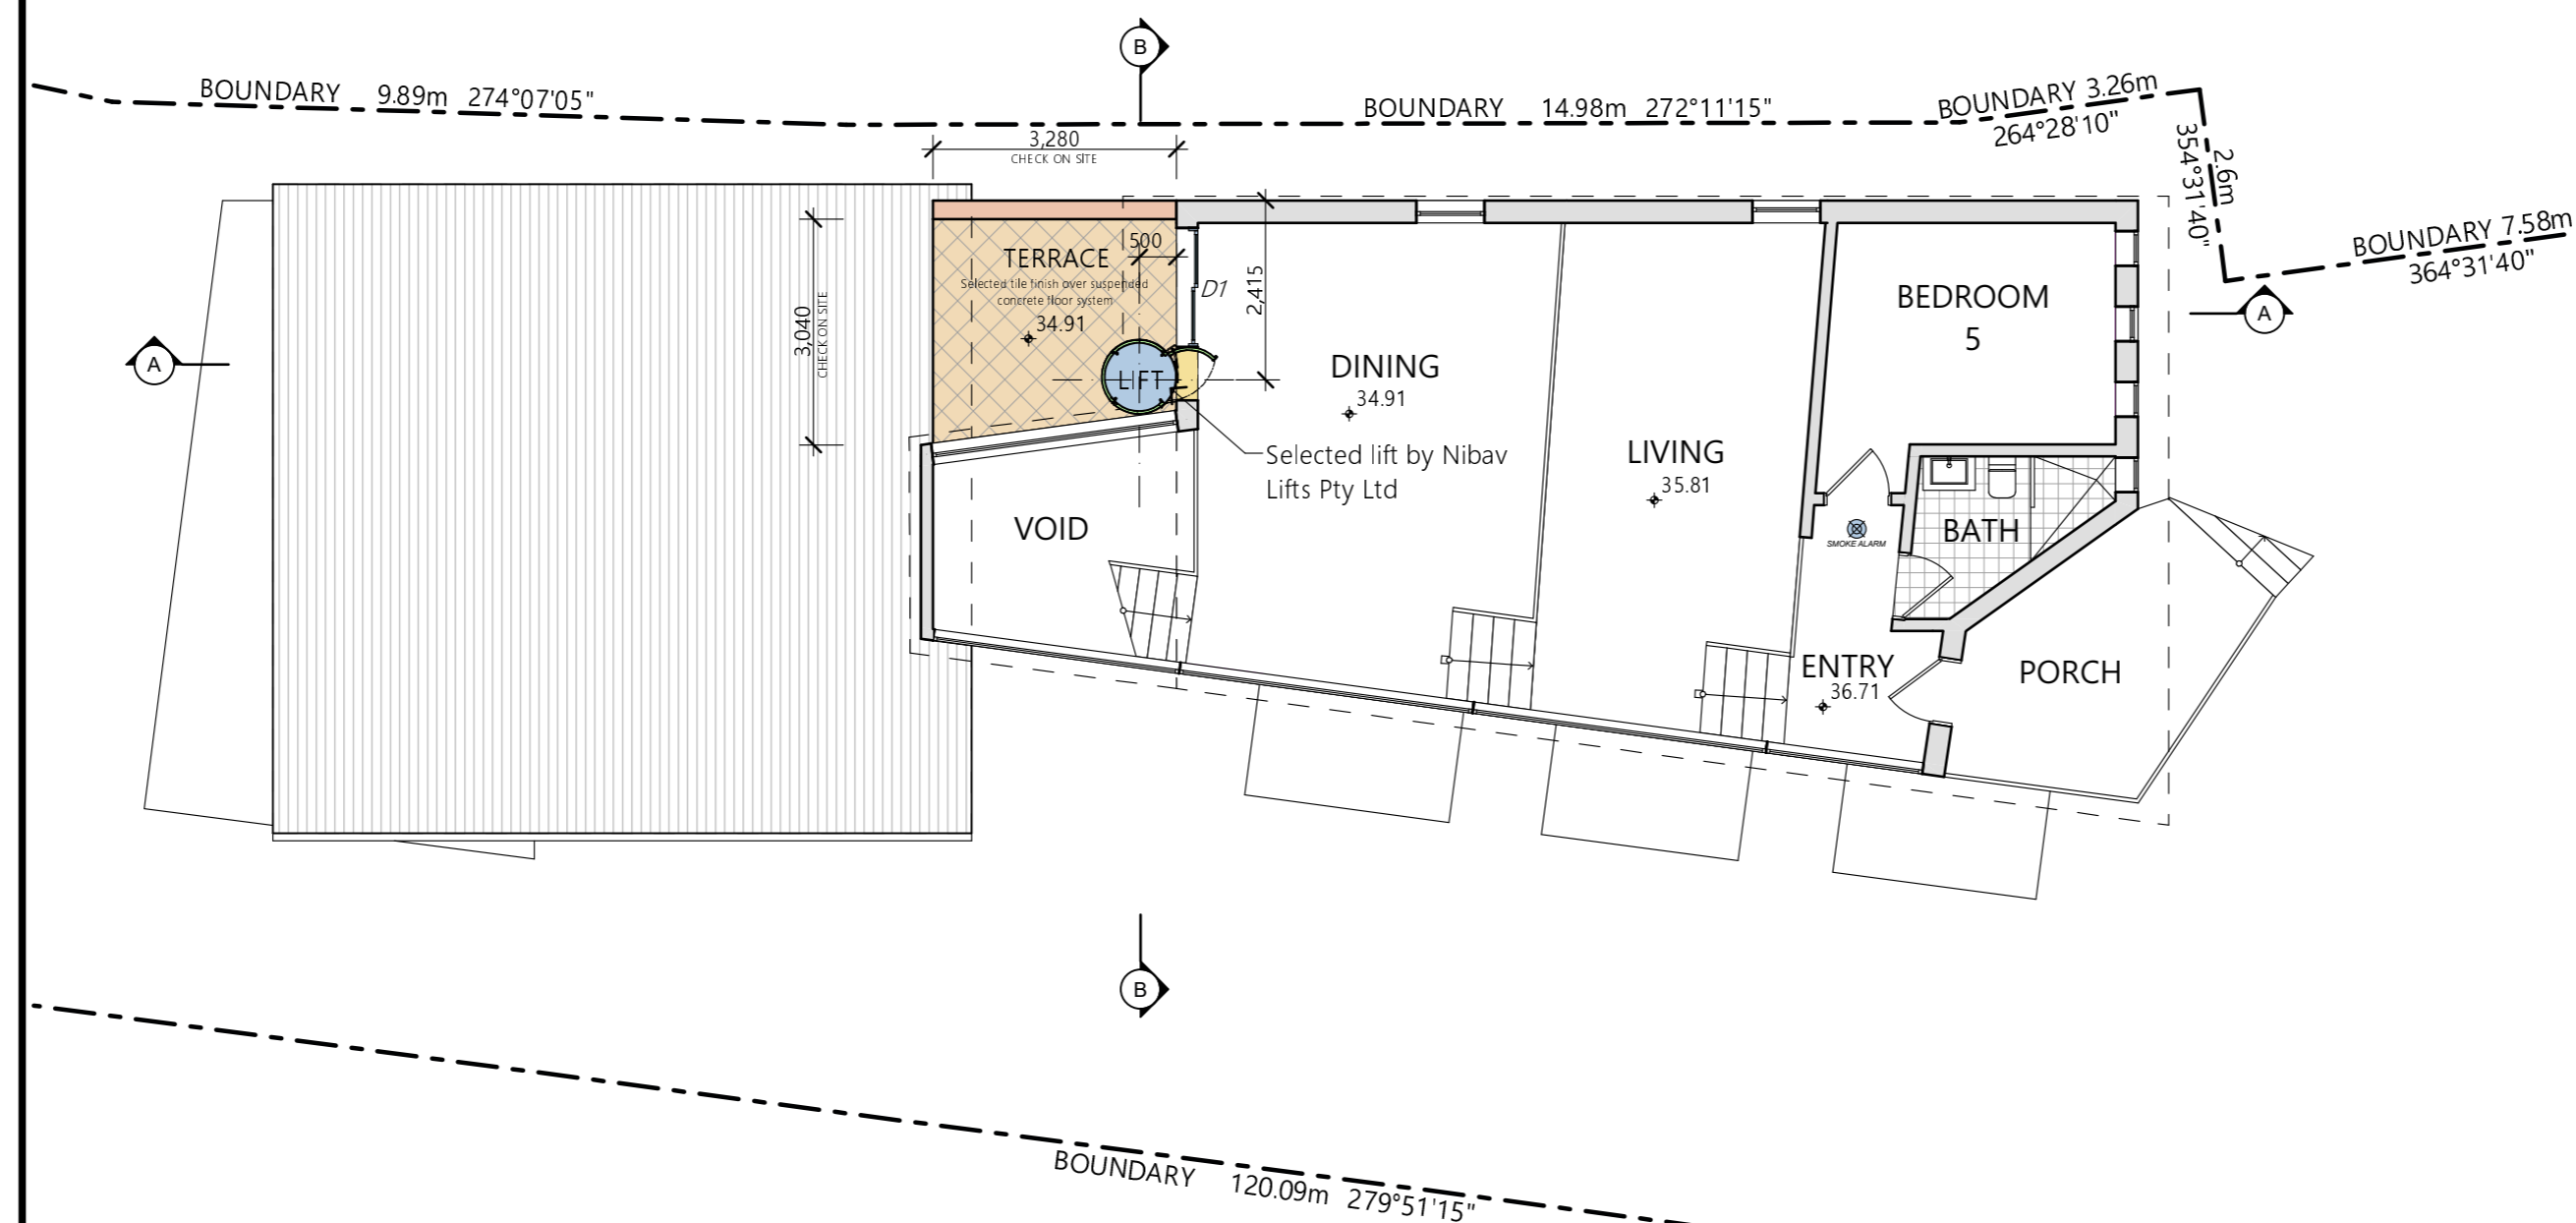 B
BOUNDARY 9.89m 274°07'05"
BOUNDARY 14.98m 272°11'15"
BOUNDARY 3.26m
264°28'10"
2.6m
354°31'40"
BOUNDARY 7.58m
364°31'40"
3,280
CHECK ON SITE
500
TERRACE
Selected tile finish over suspended
concrete floor system
34.91
3,040
CHECK ON SITE
D1
2,415
BEDROOM
5
A
A
LIFT
DINING
34.91
Selected lift by Nibav
Lifts Pty Ltd
LIVING
35.81
VOID
SMOKE ALARM
BATH
ENTRY
36.71
PORCH
B
BOUNDARY 120.09m 279°51'15"